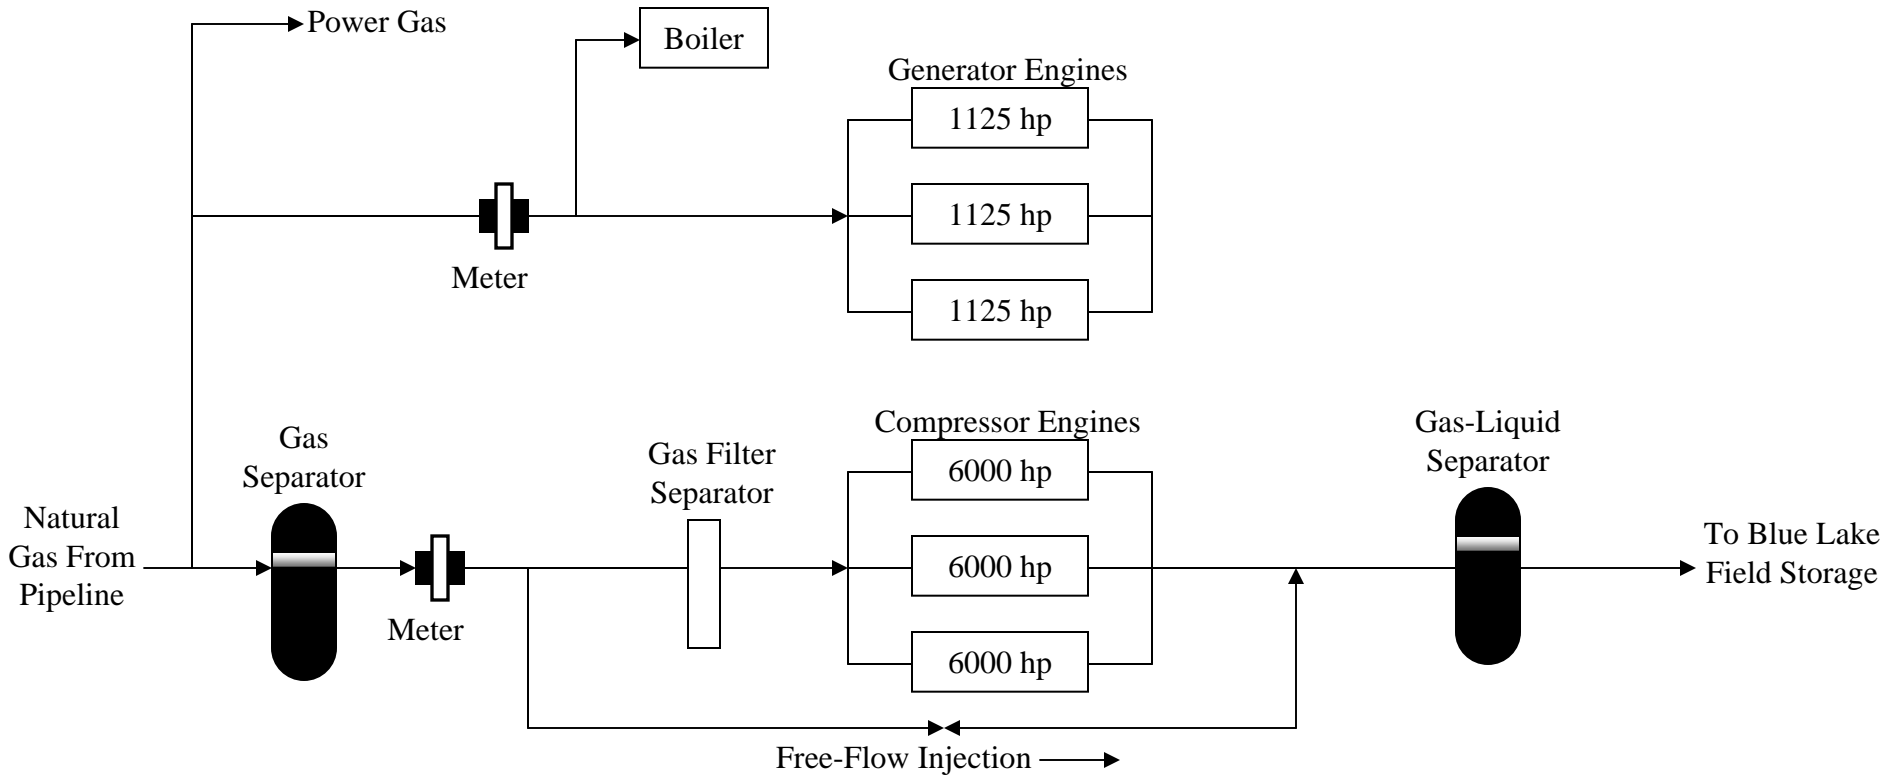 Power Gas
Boiler
Generator Engines
1125 hp
1125 hp
Meter
1125 hp
Compressor Engines
Gas-Liquid
Separator
Gas
Separator
Gas Filter
Separator
6000 hp
Natural
Gas From
Pipeline
6000 hp
To Blue Lake
Field Storage
Meter
6000 hp
Free-Flow Injection